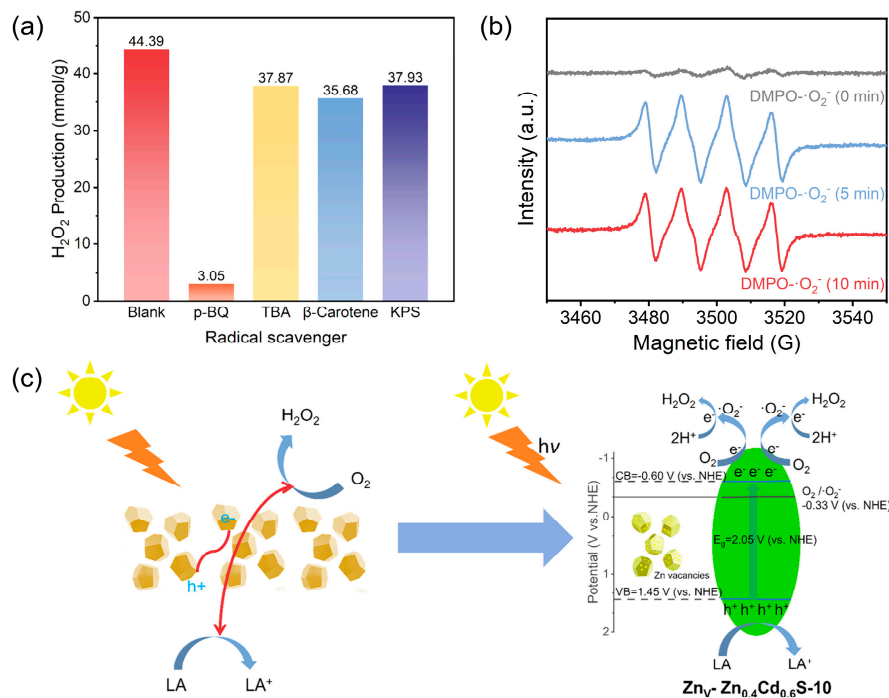 (a)
H₂O₂ Production (mmol/g)
50
40
30
20
10
0
44.39
3.05
37.87
35.68
37.93
Blank
p-BQ
TBA
β-Carotene
KPS
Radical scavenger
(b)
Intensity (a.u.)
DMPO-·O₂⁻ (0 min)
DMPO-·O₂⁻ (5 min)
DMPO-·O₂⁻ (10 min)
3460
3480
3500
3520
3540
Magnetic field (G)
(c)
H₂O₂
O₂
e-
h+
LA
LA⁺
hν
H₂O₂
·O₂⁻
·O₂⁻
H₂O₂
e⁻
e⁻
2H⁺
2H⁺
O₂
e⁻
e⁻
O₂
e⁻ e⁻ e⁻
Potential (V vs.NHE)
-1
0
1
2
CB=-0.60 V (vs. NHE)
O₂ /·O₂⁻
-0.33 V (vs. NHE)
E₉=2.05 V (vs. NHE)
Zn vacancies
VB=1.45 V (vs. NHE)
h⁺ h⁺ h⁺ h⁺
LA
LA⁺
Znᵥ- Zn₀.₄Cd₀.₆S-10